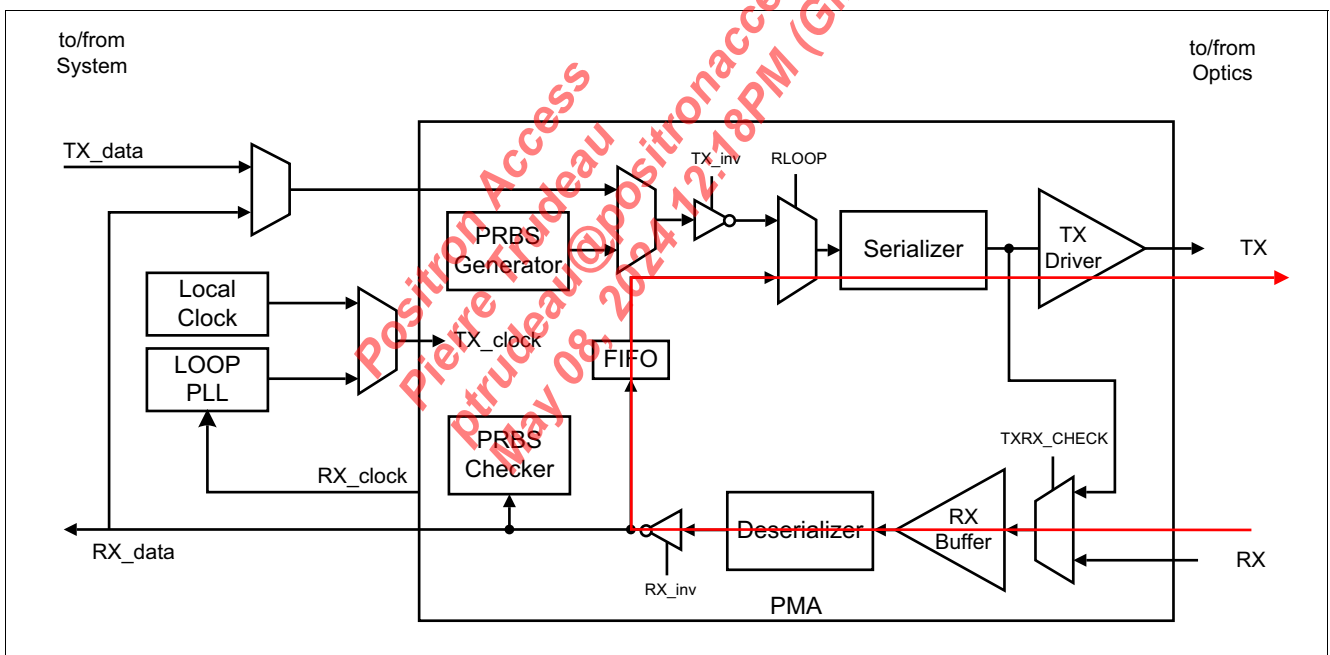 to/from
System
to/from
Optics
TX_data
TX_inv
RLOOP
PRBS
Generator
Serializer
TX
Driver
TX
Local
Clock
TX_clock
LOOP
PLL
FIFO
PRBS
Checker
TXRX_CHECK
RX_clock
Deserializer
RX
Buffer
RX_data
RX
RX_inv
PMA
Positron Access
Pierre Trudeau
ptrudeau@positronacce
May 08, 2024 12:18PM (G